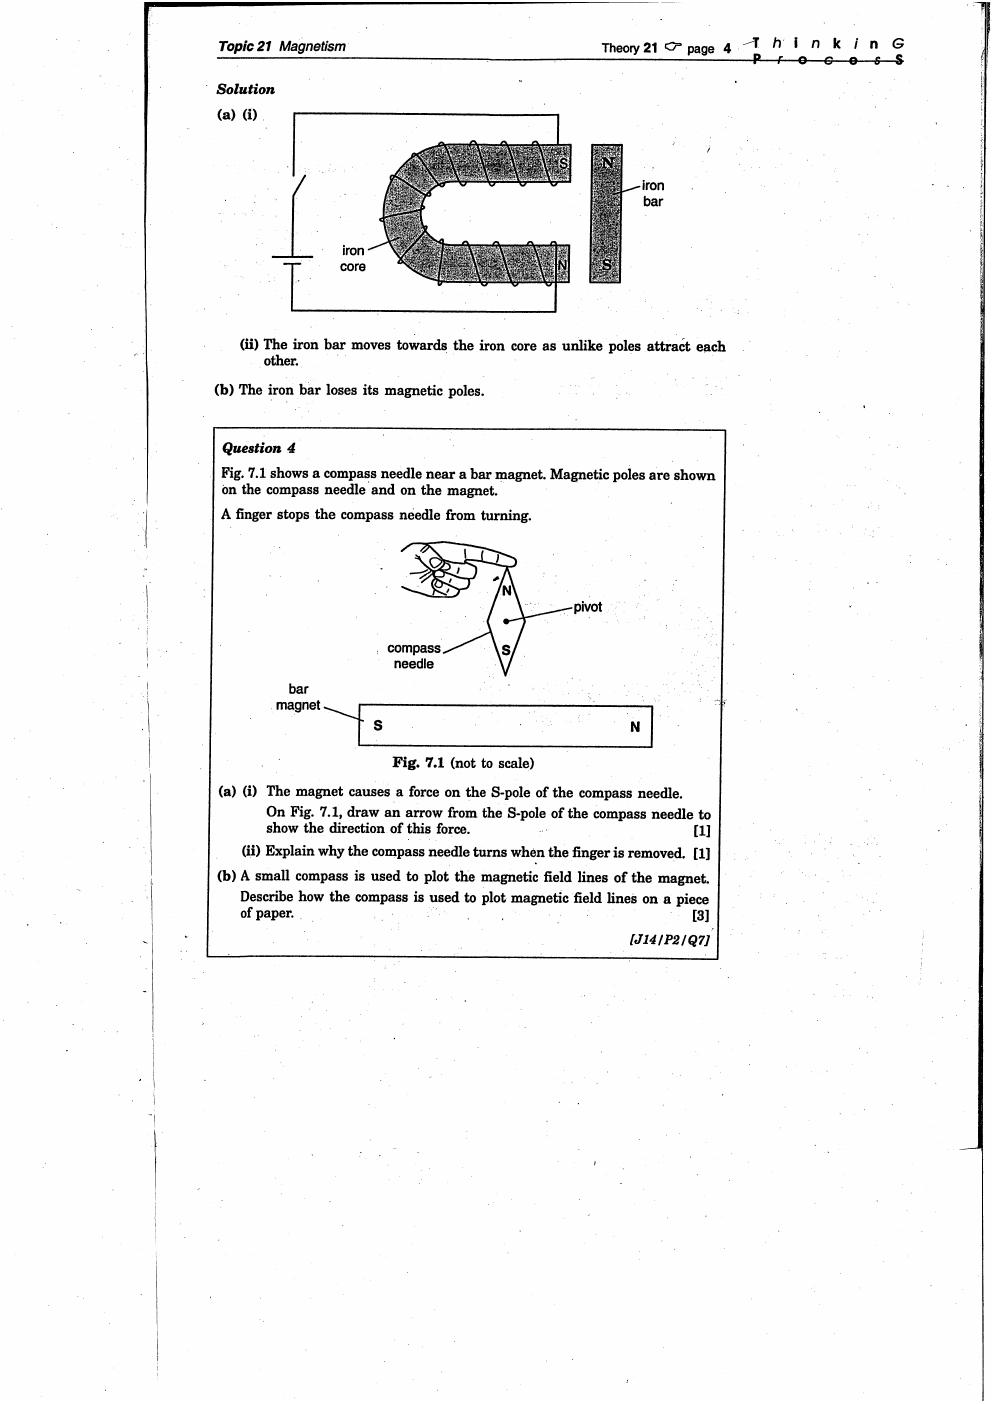 Topic 21 Magnetism
Theory 21 ☞ page 4
ThinkinG
ProcesS
Solution
(a) (i)
S
N
iron
bar
iron
core
N
S
(ii) The iron bar moves towards the iron core as unlike poles attract each
other.
(b) The iron bar loses its magnetic poles.
Question 4
Fig. 7.1 shows a compass needle near a bar magnet. Magnetic poles are shown
on the compass needle and on the magnet.
A finger stops the compass needle from turning.
N
pivot
compass
needle
S
bar
magnet
S
N
Fig. 7.1 (not to scale)
(a) (i) The magnet causes a force on the S-pole of the compass needle.
On Fig. 7.1, draw an arrow from the S-pole of the compass needle to
show the direction of this force. [1]
(ii) Explain why the compass needle turns when the finger is removed. [1]
(b) A small compass is used to plot the magnetic field lines of the magnet.
Describe how the compass is used to plot magnetic field lines on a piece
of paper. [3]
[J14/P2/Q7]